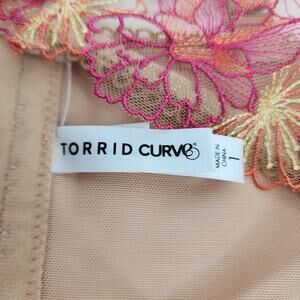 TORRID CURVE®
MADE IN
CHINA
1